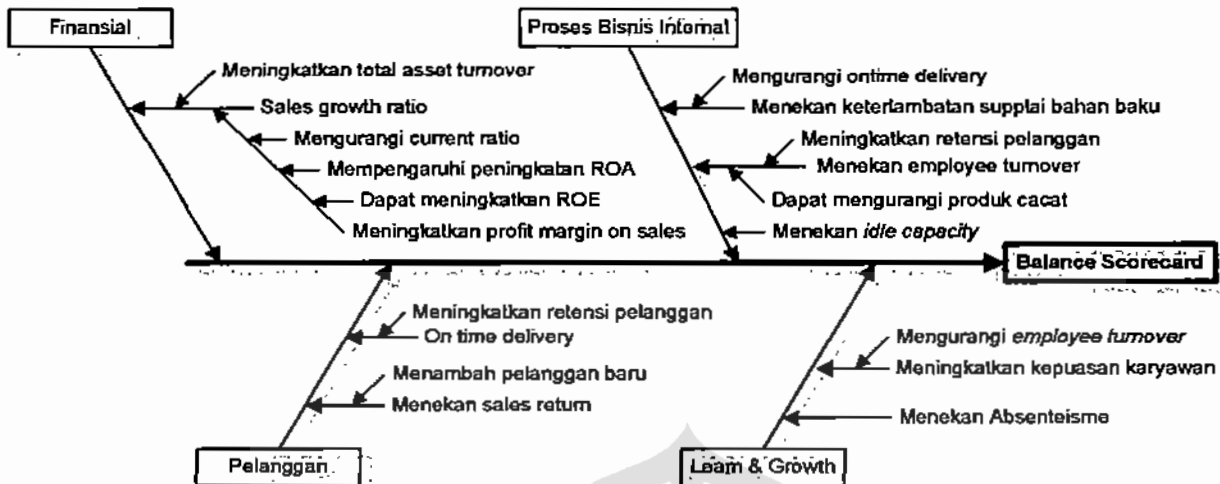 Finansial
Proses Bisnis Internal
Meningkatkan total asset turnover
Sales growth ratio
Mengurangi current ratio
Mempengaruhi peningkatan ROA
Dapat meningkatkan ROE
Meningkatkan profit margin on sales
Mengurangi ontime delivery
Menekan keterlambatan supplai bahan baku
Meningkatkan retensi pelanggan
Menekan employee turnover
Dapat mengurangi produk cacat
Menekan idle capacity
Balance Scorecard
Meningkatkan retensi pelanggan
On time delivery
Menambah pelanggan baru
Menekan sales return
Mengurangi employee turnover
Meningkatkan kepuasan karyawan
Menekan Absenteisme
Pelanggan
Learn & Growth